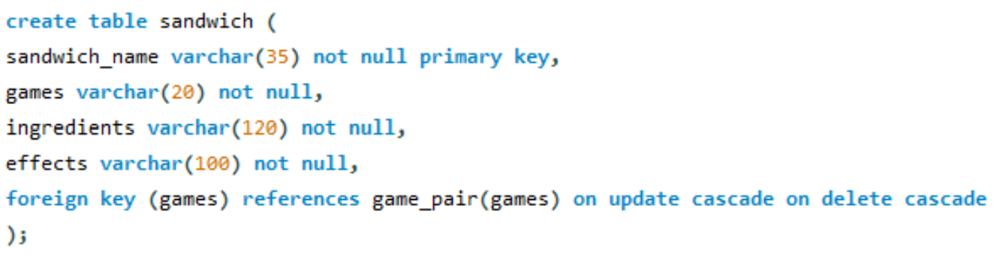 create table sandwich (
sandwich_name varchar(35) not null primary key,
games varchar(20) not null,
ingredients varchar(120) not null,
effects varchar(100) not null,
foreign key (games) references game_pair(games) on update cascade on delete cascade
);